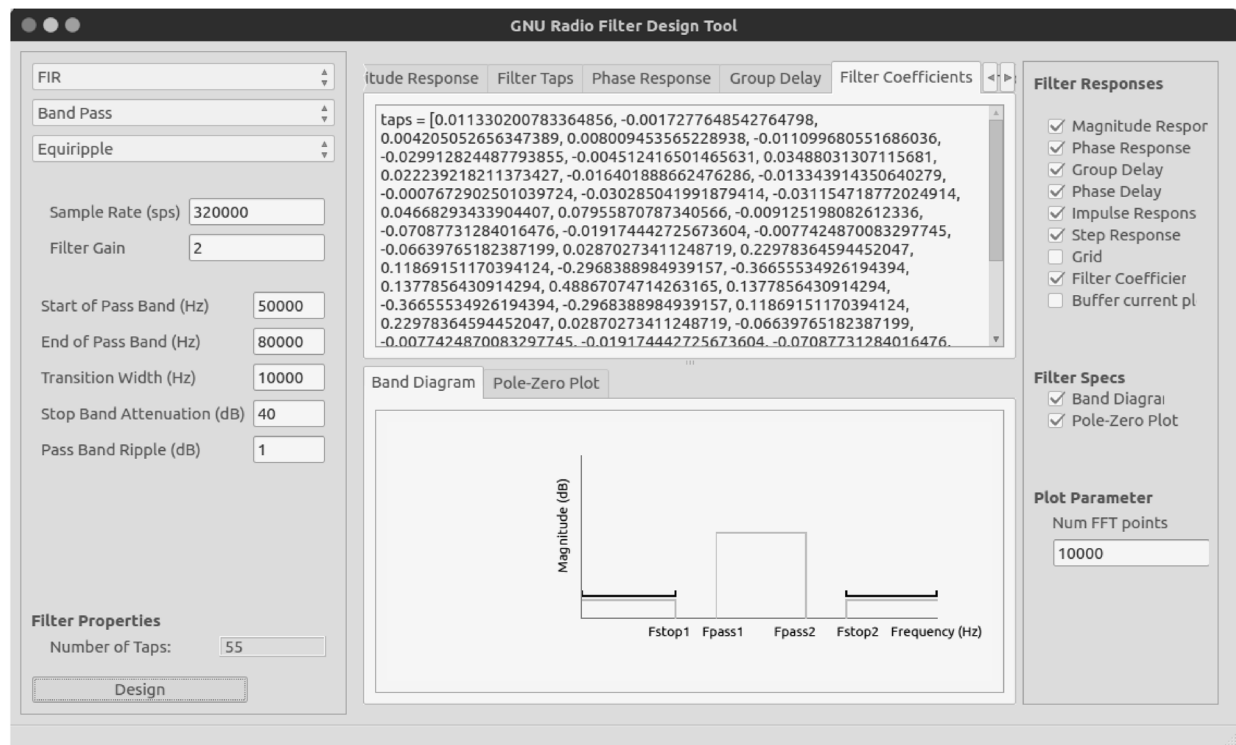 GNU Radio Filter Design Tool
FIR
Band Pass
Equiripple
Sample Rate (sps) 320000
Filter Gain 2
Start of Pass Band (Hz) 50000
End of Pass Band (Hz) 80000
Transition Width (Hz) 10000
Stop Band Attenuation (dB) 40
Pass Band Ripple (dB) 1
Filter Properties
Number of Taps: 55
Design
itude Response Filter Taps Phase Response Group Delay Filter Coefficients
taps = [0.011330200783364856, -0.0017277648542764798,
0.004205052656347389, 0.008009453565228938, -0.011099680551686036,
-0.029912824487793855, -0.004512416501465631, 0.03488031307115681,
0.022239218211373427, -0.016401888662476286, -0.013343914350640279,
-0.0007672902501039724, -0.030285041991879414, -0.031154718772024914,
0.04668293433904407, 0.07955870787340566, -0.009125198082612336,
-0.07087731284016476, -0.019174442725673604, -0.0077424870083297745,
-0.06639765182387199, 0.02870273411248719, 0.22978364594452047,
0.11869151170394124, -0.2968388984939157, -0.36655534926194394,
0.1377856430914294, 0.48867074714263165, 0.1377856430914294,
-0.36655534926194394, -0.2968388984939157, 0.11869151170394124,
0.22978364594452047, 0.02870273411248719, -0.06639765182387199,
-0.0077424870083297745, -0.019174442725673604, -0.07087731284016476,
Band Diagram Pole-Zero Plot
Magnitude (dB)
Fstop1 Fpass1 Fpass2 Fstop2 Frequency (Hz)
Filter Responses
Magnitude Respor
Phase Response
Group Delay
Phase Delay
Impulse Respons
Step Response
Grid
Filter Coefficier
Buffer current pl
Filter Specs
Band Diagrai
Pole-Zero Plot
Plot Parameter
Num FFT points
10000